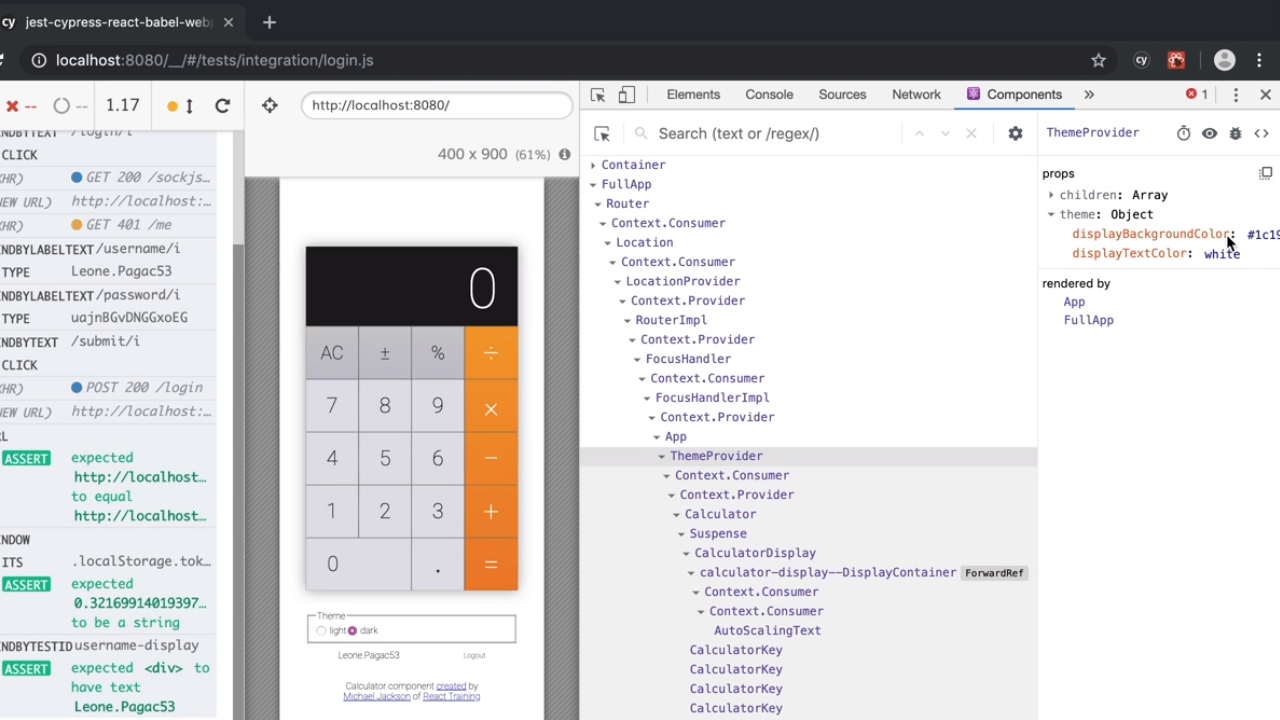 cy jest-cypress-react-babel-web
localhost:8080/__/#/tests/integration/login.js
cy
-- -- 1.17
http://localhost:8080/
400 x 900 (61%)
NDBYTEXT /login/i
CLICK
XHR) GET 200 /sockjs…
NEW URL) http://localhost:…
XHR) GET 401 /me
NDBYLABELTEXT /username/i
TYPE Leone.Pagac53
NDBYLABELTEXT /password/i
TYPE uajnBGvDNGGxoEG
NDBYTEXT /submit/i
CLICK
XHR) POST 200 /login
NEW URL) http://localhost:…
RL
ASSERT expected
http://localhost…
to equal
http://localhost…
NDOW
ITS .localStorage.tok…
ASSERT expected
0.32169914019397…
to be a string
NDBYTESTID username-display
ASSERT expected <div> to
have text
Leone.Pagac53
0
AC ± % ÷
7 8 9 ×
4 5 6 −
1 2 3 +
0 . =
Theme
light dark
Leone.Pagac53 Logout
Calculator component created by
Michael Jackson of React Training
Elements Console Sources Network Components » 1
Search (text or /regex/)
Container
FullApp
Router
Context.Consumer
Location
Context.Consumer
LocationProvider
Context.Provider
RouterImpl
Context.Provider
FocusHandler
Context.Consumer
FocusHandlerImpl
Context.Provider
App
ThemeProvider
Context.Consumer
Context.Provider
Calculator
Suspense
CalculatorDisplay
calculator-display--DisplayContainer ForwardRef
Context.Consumer
Context.Consumer
AutoScalingText
CalculatorKey
CalculatorKey
CalculatorKey
CalculatorKey
ThemeProvider
props
children: Array
theme: Object
displayBackgroundColor: #1c19
displayTextColor: white
rendered by
App
FullApp